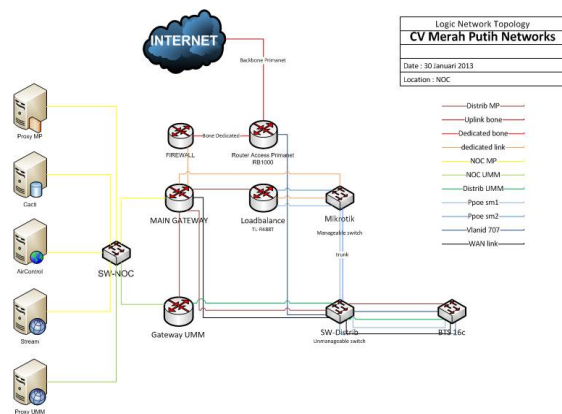 Logic Network Topology
CV Merah Putih Networks
Date : 30 Januari 2013
Location : NOC
INTERNET
Backbone Primanet
Distrib MP
Uplink bone
Dedicated bone
dedicated link
NOC MP
NOC UMM
Distrib UMM
Ppoe sm1
Ppoe sm2
Vlanid 707
WAN link
Proxy MP
Bone Dedicated
FIREWALL
Router Access Primanet
RB1000
Cacti
MAIN GATEWAY
Loadbalance
TL-R488T
Mikrotik
Manageable switch
AirControl
SW-NOC
trunk
Stream
Gateway UMM
SW-Distrib
Unmanageable switch
BTS 16c
Proxy UMM